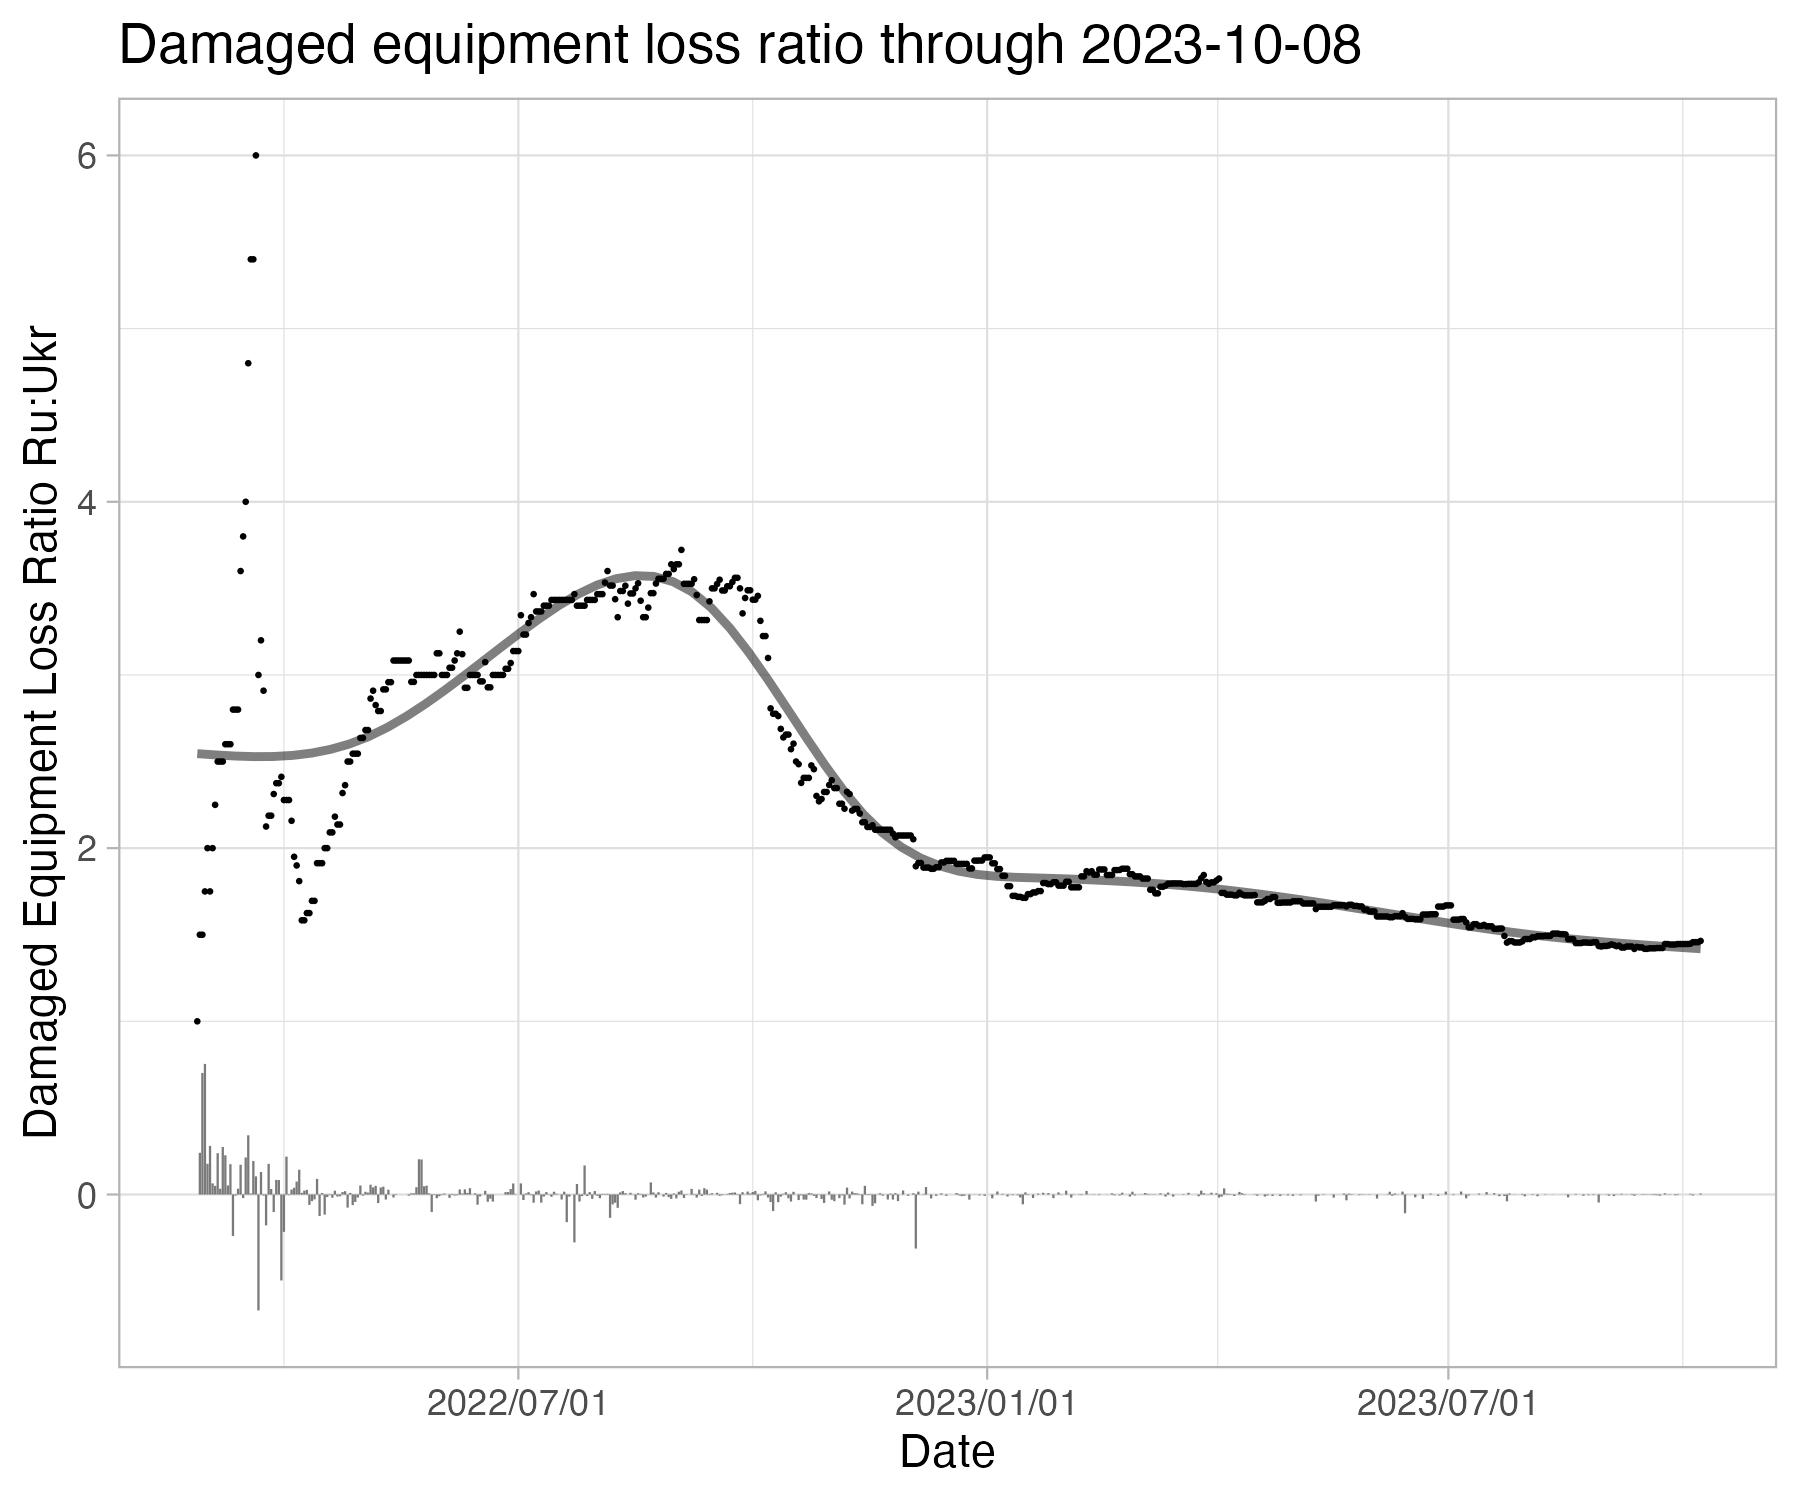 Damaged equipment loss ratio through 2023-10-08
Damaged Equipment Loss Ratio Ru:Ukr
6
4
2
0
2022/07/01
2023/01/01
2023/07/01
Date